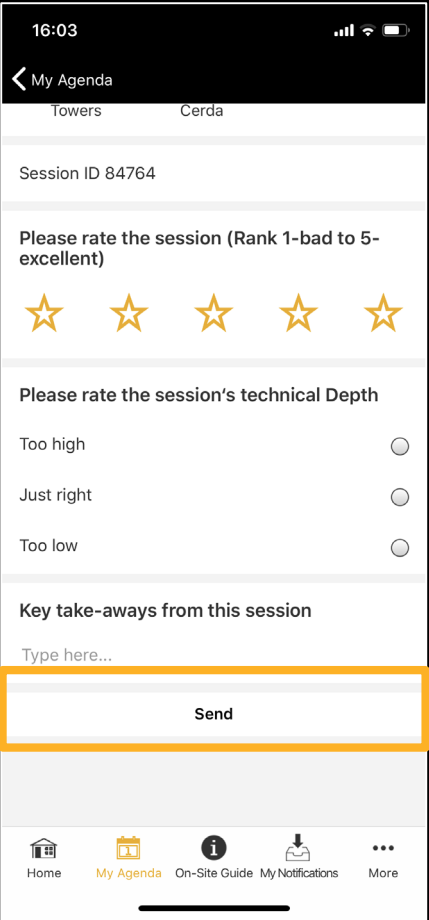 16:03
My Agenda
Towers Cerda
Session ID 84764
Please rate the session (Rank 1-bad to 5-
excellent)
Please rate the session‘s technical Depth
Too high
Just right
Too low
Key take-aways from this session
Type here...
Send
1
i
Home My Agenda On-Site Guide My Notifications More